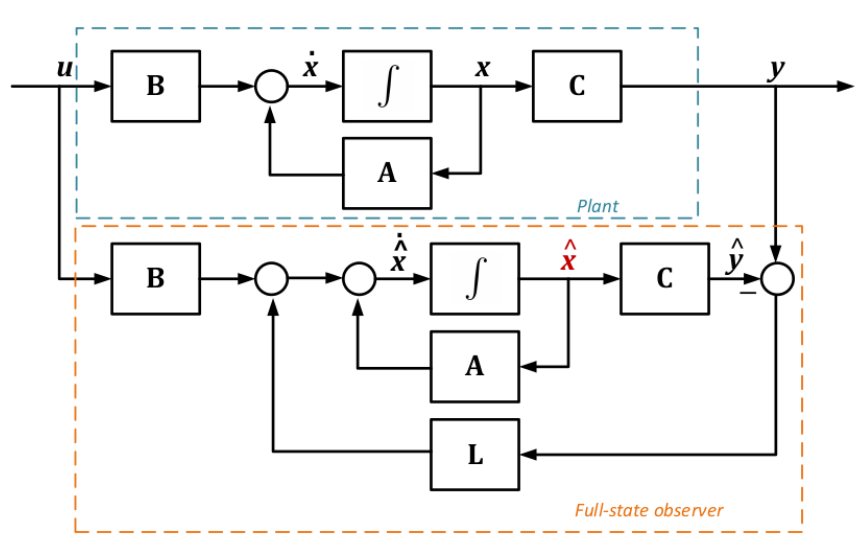 u B ẋ ∫ x C y
A
Plant
B x̂̇ ∫ x̂ C ŷ
−
A
L
Full-state observer